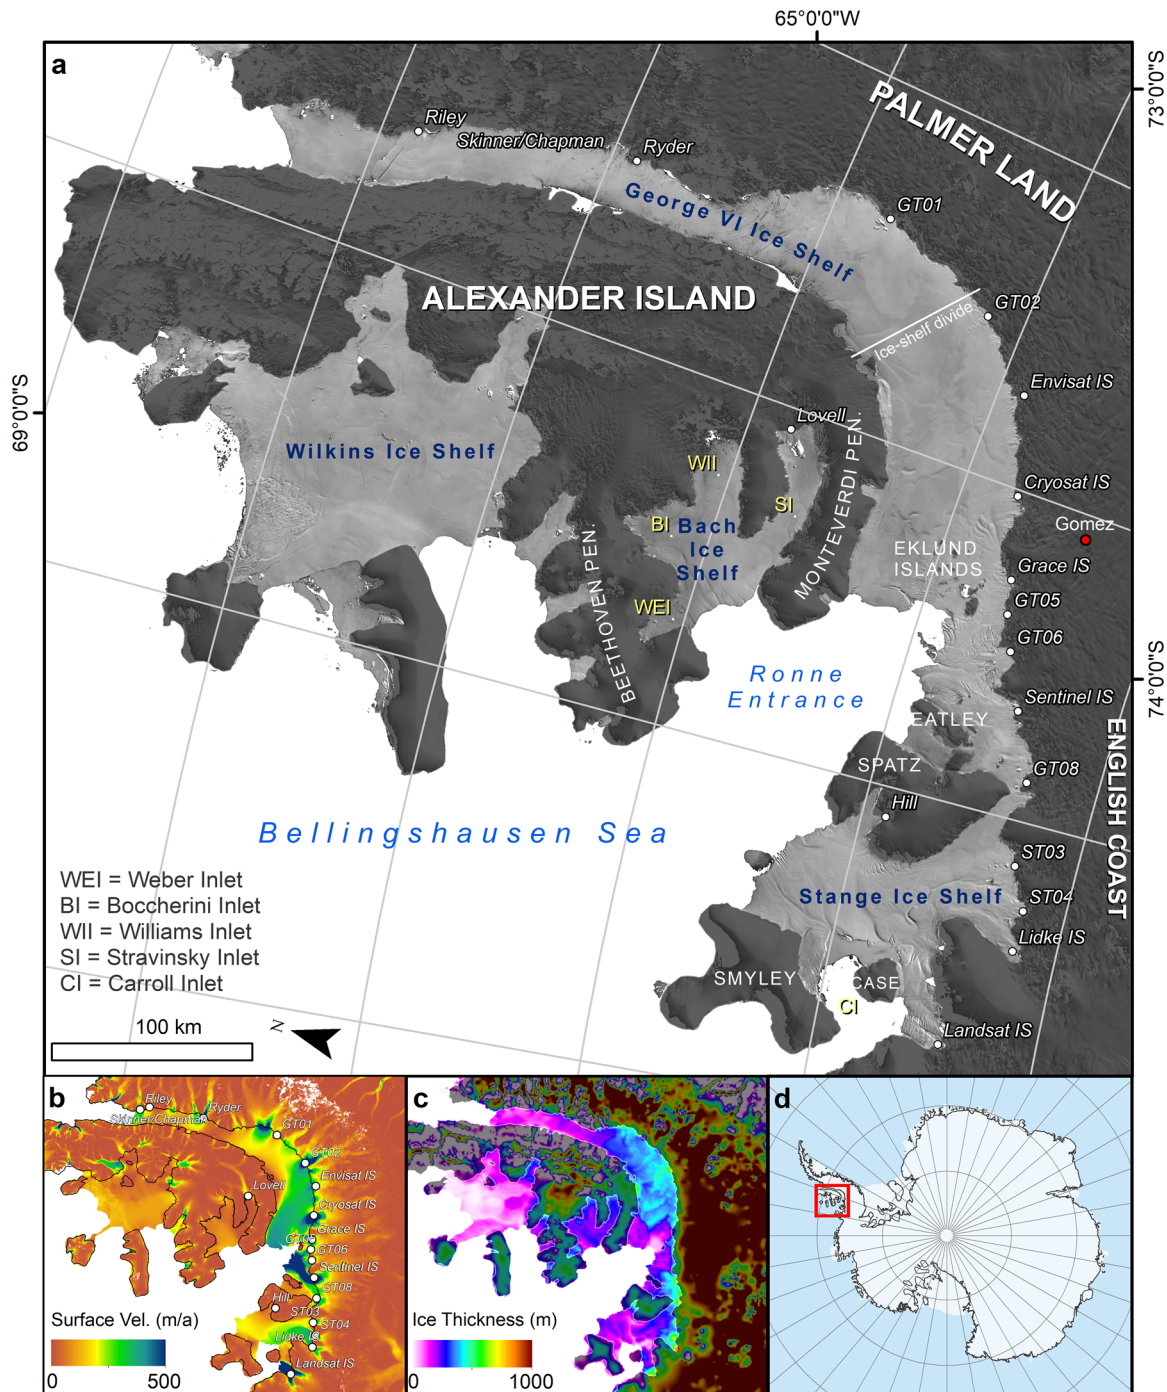 65°0'0"W
a
PALMER LAND
73°0'0"S
Riley
Skinner/Chapman
Ryder
George VI Ice Shelf
GT01
ALEXANDER ISLAND
GT02
Ice-shelf divide
Envisat IS
69°0'0"S
Lovell
Wilkins Ice Shelf
WII
SI
Cryosat IS
Gomez
BI
Bach
Ice
Shelf
MONTEVERDI PEN.
EKLUND
ISLANDS
Grace IS
GT05
WEI
BEETHOVEN PEN.
GT06
Ronne
Entrance
74°0'0"S
Sentinel IS
EATLEY
ENGLISH COAST
SPATZ
GT08
Hill
Bellingshausen Sea
ST03
WEI = Weber Inlet
BI = Boccherini Inlet
WII = Williams Inlet
SI = Stravinsky Inlet
CI = Carroll Inlet
Stange Ice Shelf
ST04
Lidke IS
SMYLEY
CASE
CI
100 km
N
Landsat IS
b
Riley
Skinner/Chapman
Ryder
GT01
GT02
Envisat IS
Lovell
Cryosat IS
Grace IS
GT05
GT06
Sentinel IS
GT08
Hill
ST03
ST04
Lidke IS
Landsat IS
Surface Vel. (m/a)
0 500
c
Ice Thickness (m)
0 1000
d